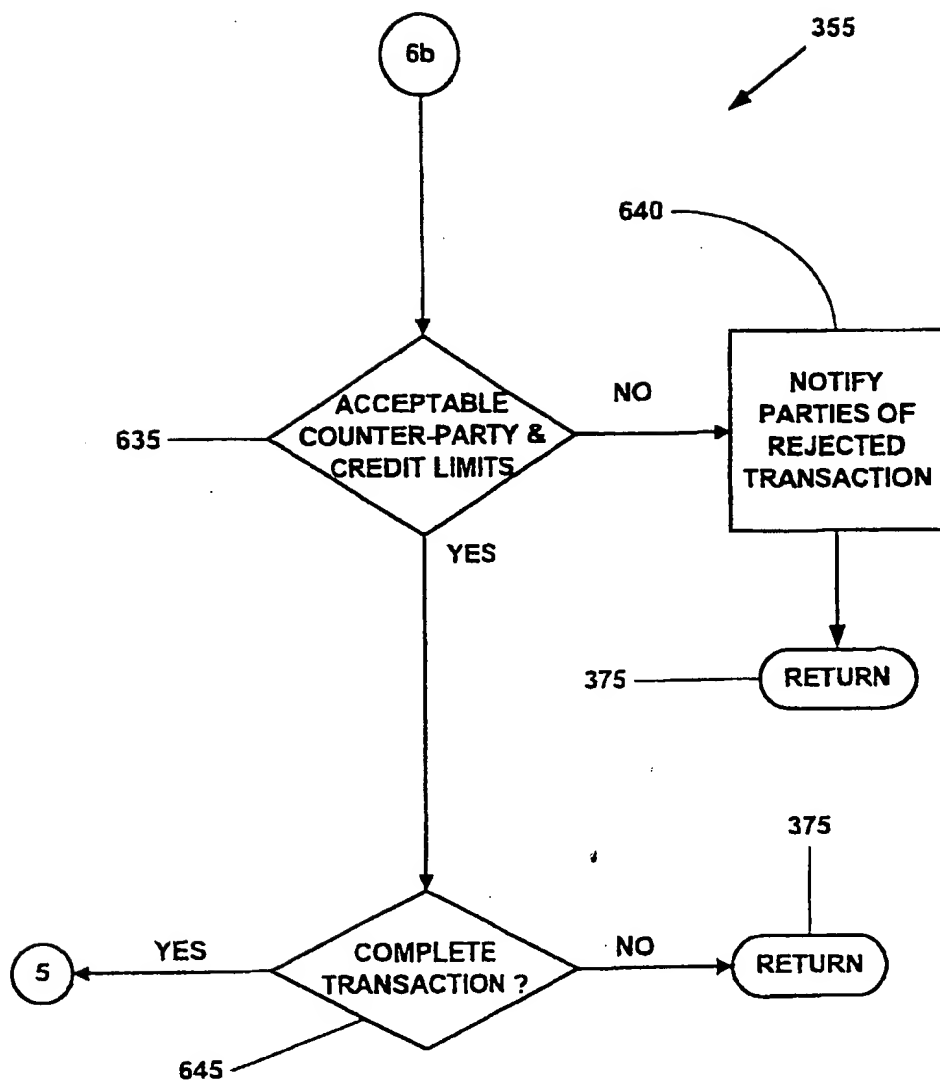 355
6b
640
NO
NOTIFY
PARTIES OF
REJECTED
TRANSACTION
635
ACCEPTABLE
COUNTER-PARTY &
CREDIT LIMITS
YES
375
RETURN
375
5
YES
COMPLETE
TRANSACTION ?
NO
RETURN
645